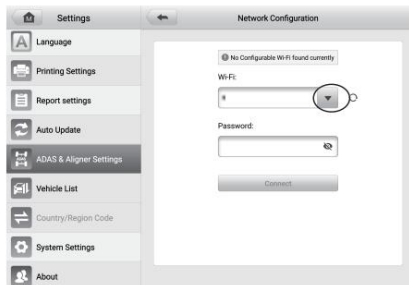 Settings
Network Configuration
Language
Printing Settings
Report settings
Auto Update
ADAS & Aligner Settings
Vehicle List
Country/Region Code
System Settings
About
No Configurable Wi-Fi found currently
Wi-Fi:
Password:
Connect